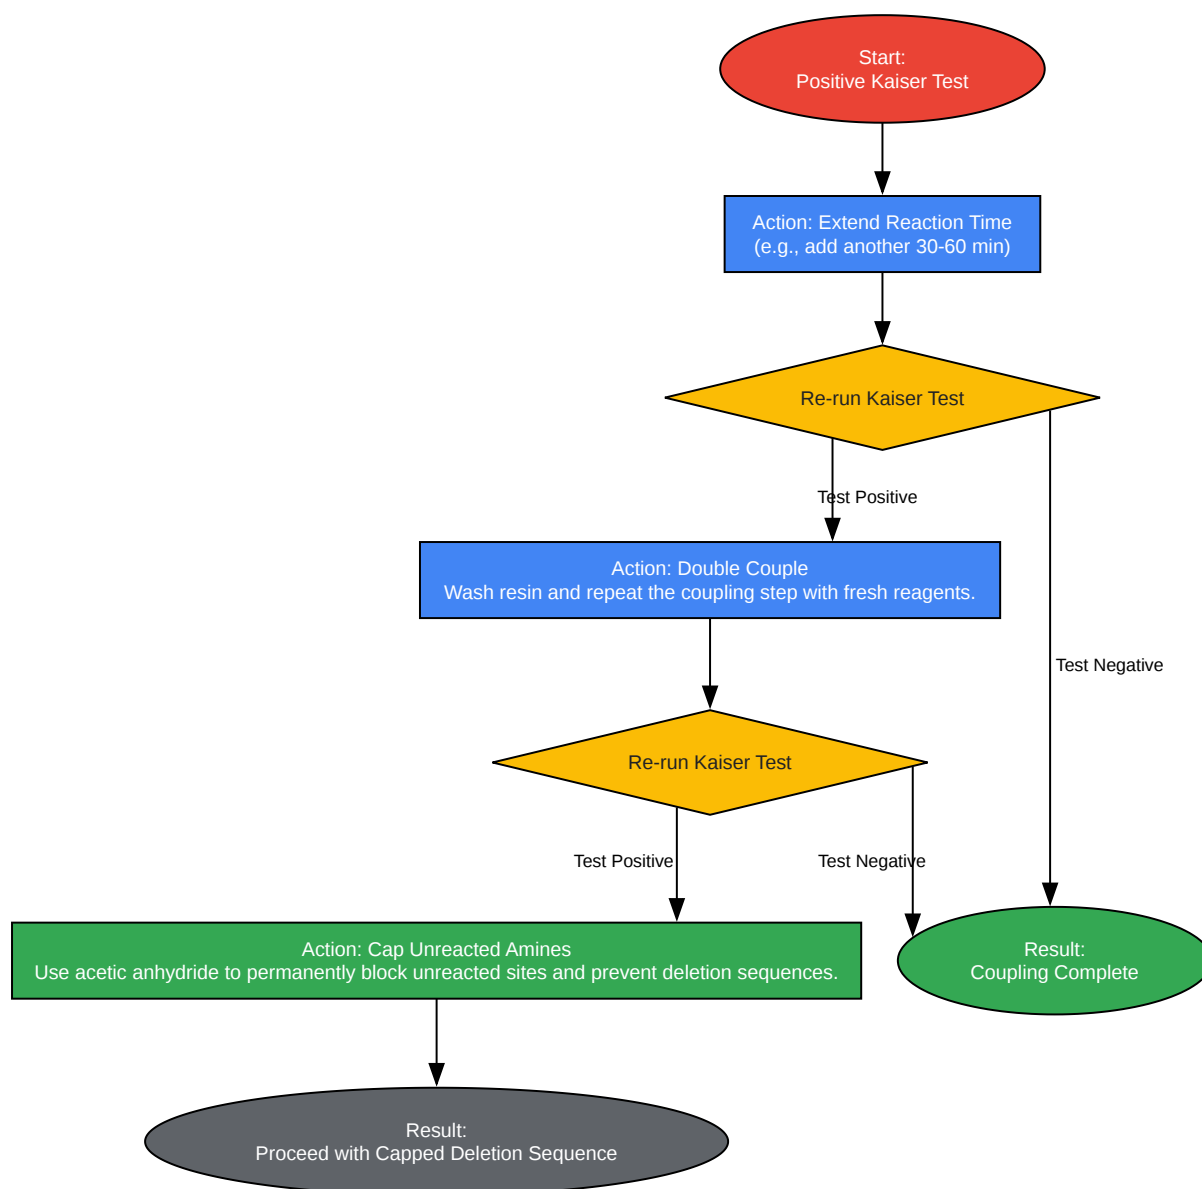 Start:
Positive Kaiser Test
Action: Extend Reaction Time
(e.g., add another 30-60 min)
Re-run Kaiser Test
Test Positive
Action: Double Couple
Wash resin and repeat the coupling step with fresh reagents.
Test Negative
Re-run Kaiser Test
Test Positive
Test Negative
Action: Cap Unreacted Amines
Use acetic anhydride to permanently block unreacted sites and prevent deletion sequences.
Result:
Coupling Complete
Result:
Proceed with Capped Deletion Sequence